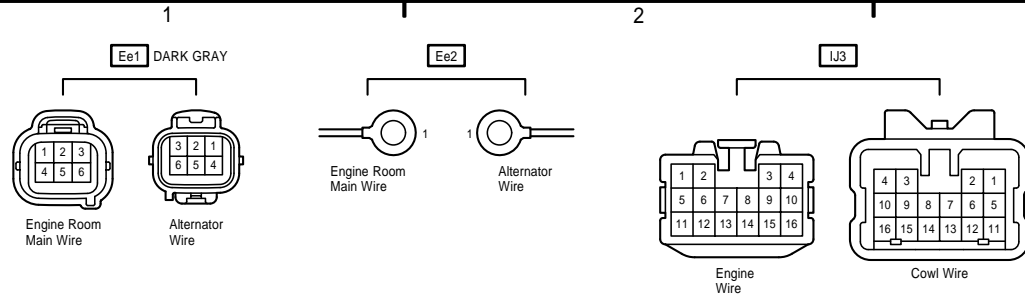 1
2
Ee1 DARK GRAY
Ee2
IJ3
1 2 3
4 5 6
Engine Room
Main Wire
3 2 1
6 5 4
Alternator
Wire
1
Engine Room
Main Wire
1
Alternator
Wire
1 2 3 4
5 6 7 8 9 10
11 12 13 14 15 16
Engine
Wire
4 3 2 1
10 9 8 7 6 5
16 15 14 13 12 11
Cowl Wire